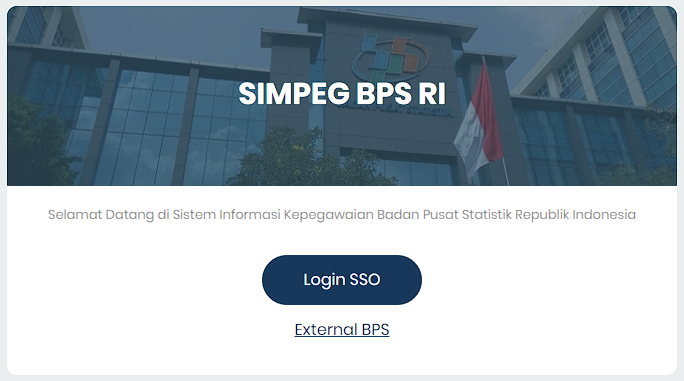 SIMPEG BPS RI
Selamat Datang di Sistem Informasi Kepegawaian Badan Pusat Statistik Republik Indonesia
Login SSO
External BPS